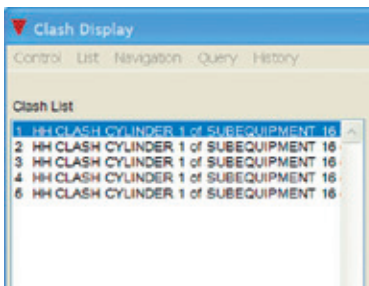 Clash Display
Control List Navigation Query History
Clash List
1 HH CLASH CYLINDER 1 of SUBEQUIPMENT 16
2 HH CLASH CYLINDER 1 of SUBEQUIPMENT 16
3 HH CLASH CYLINDER 1 of SUBEQUIPMENT 16
4 HH CLASH CYLINDER 1 of SUBEQUIPMENT 16
5 HH CLASH CYLINDER 1 of SUBEQUIPMENT 16